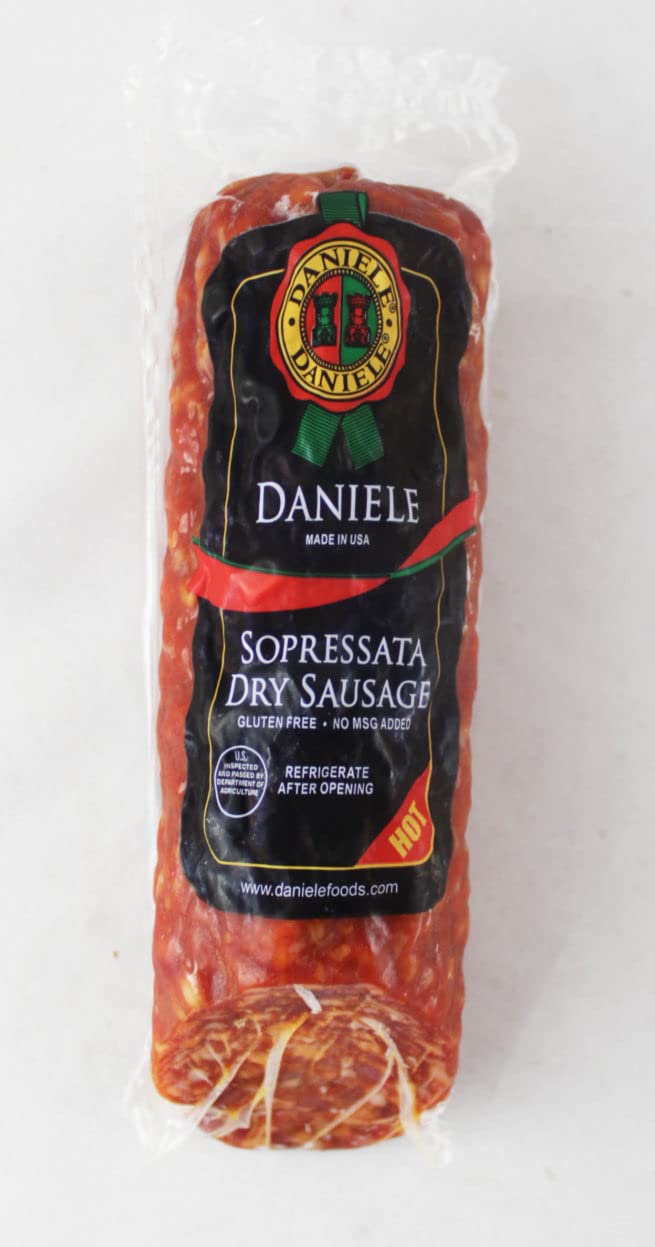 DANIELE®
DANIELE®
DANIELE
MADE IN USA
SOPRESSATA
DRY SAUSAGE
GLUTEN FREE • NO MSG ADDED
U.S.
INSPECTED
AND PASSED BY
DEPARTMENT OF
AGRICULTURE
REFRIGERATE
AFTER OPENING
HOT
www.danielefoods.com